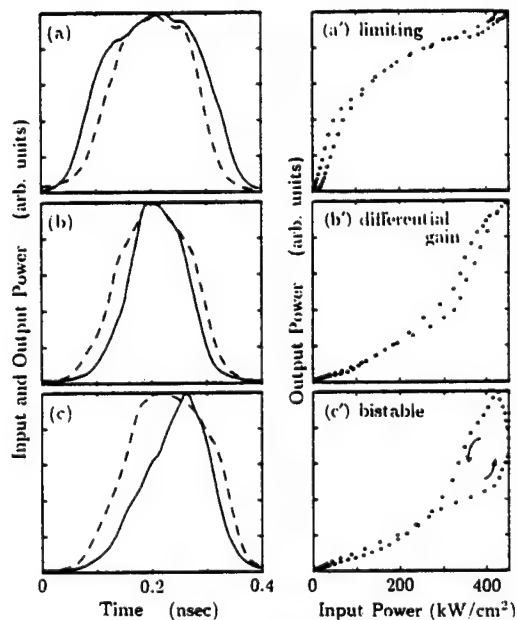 (a)
(a′) limiting
(b)
(b′) differential
gain
(c)
(c′) bistable
Input and Output Power (arb. units)
Output Power (arb. units)
0 0.2 0.4
0 200 400
Time (nsec)
Input Power (kW/cm²)